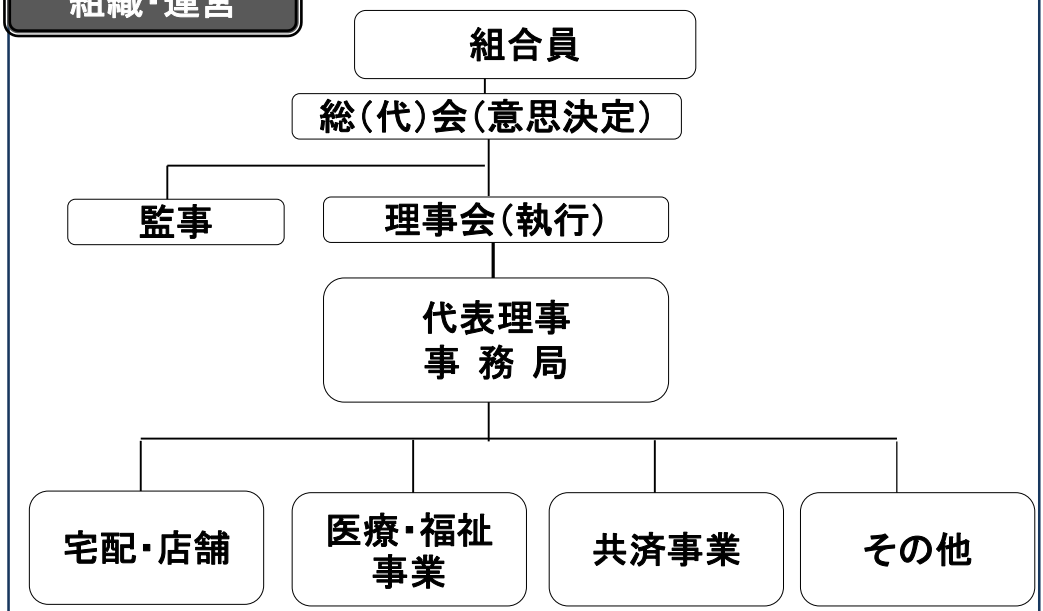 組織・運営
組合員
総(代)会(意思決定)
監事
理事会(執行)
代表理事
事 務 局
宅配・店舗
医療・福祉
事業
共済事業
その他